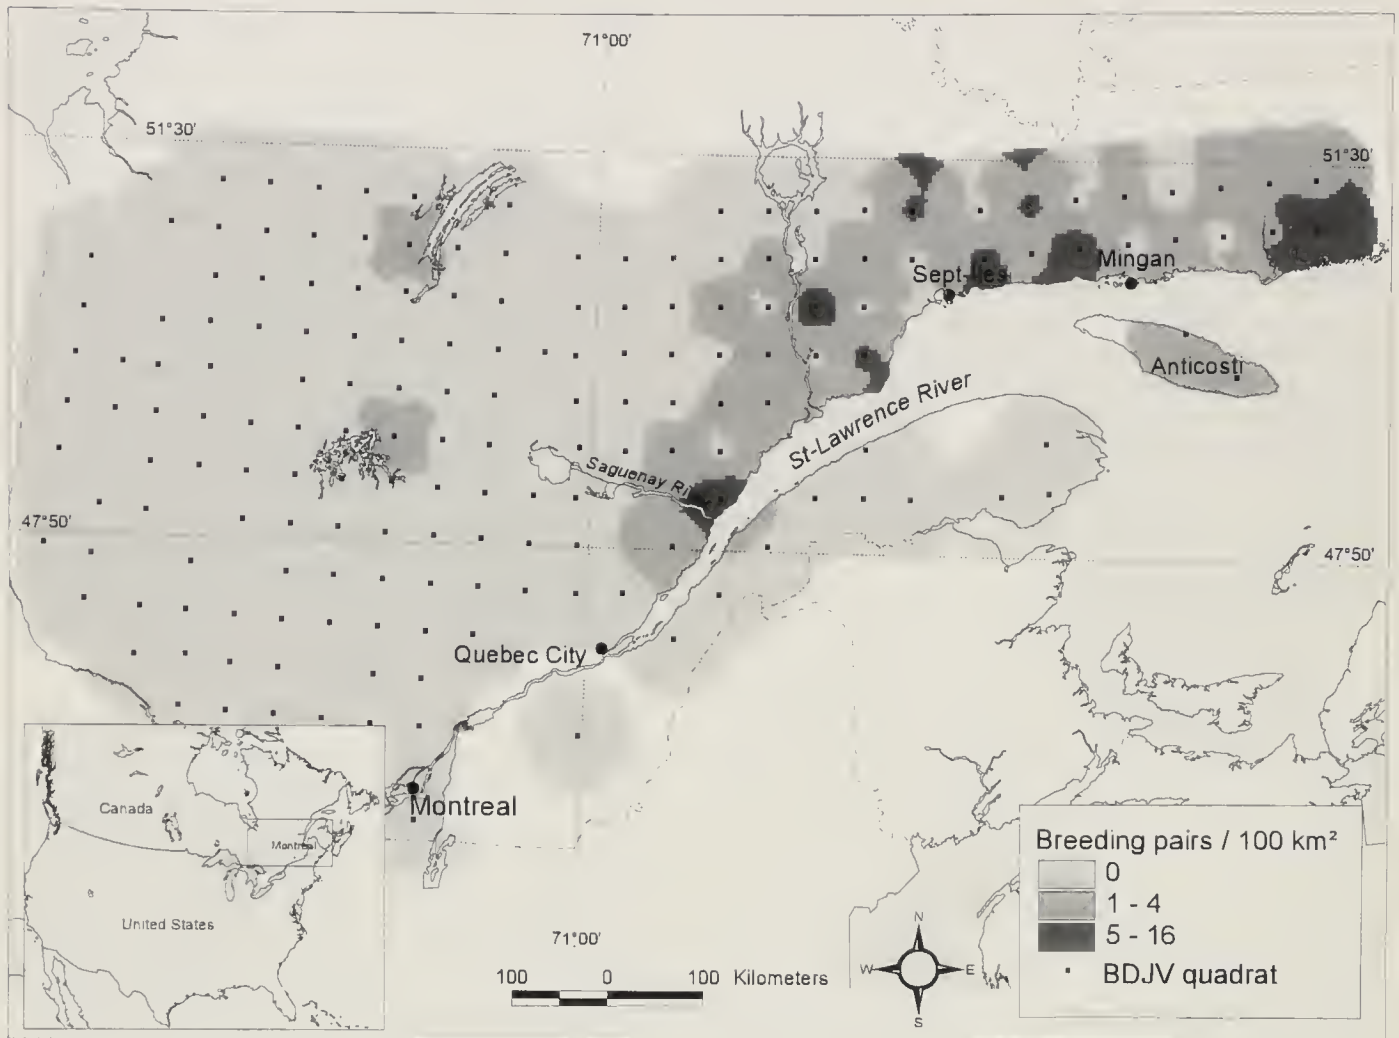 71°00'
51°30'
51°30'
Sept-Iles
Mingan
Anticosti
St-Lawrence River
Saguenay River
47°50'
47°50'
Quebec City
Montreal
Canada
Montreal
United States
71°00'
100 0 100 Kilometers
N
W E
S
Breeding pairs / 100 km²
0
1 - 4
5 - 16
BDJV quadrat